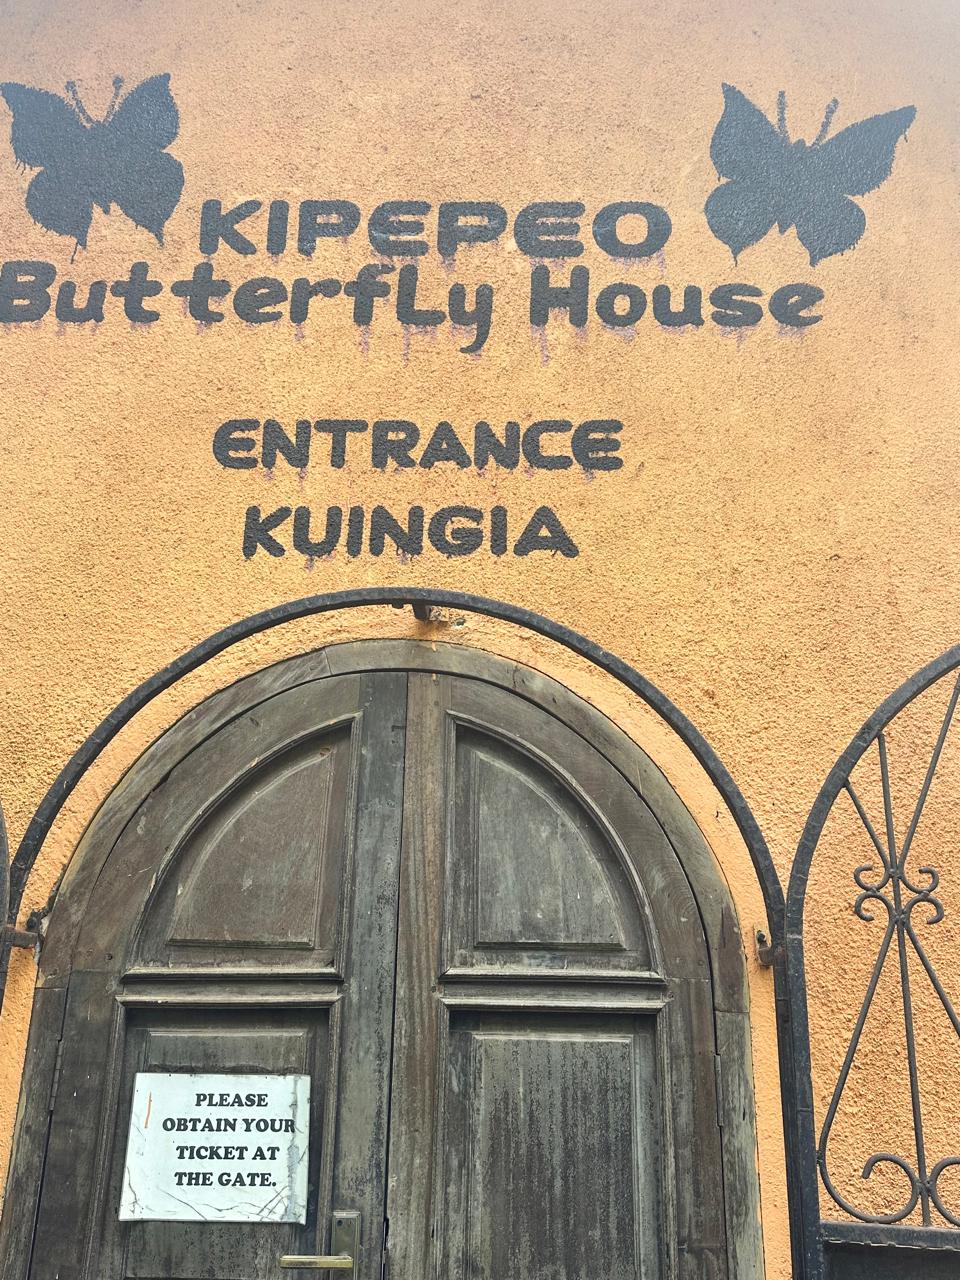 KIPEPEO
ButterfLy House
ENTRANCE
KUINGIA
PLEASE
OBTAIN YOUR
TICKET AT
THE GATE.